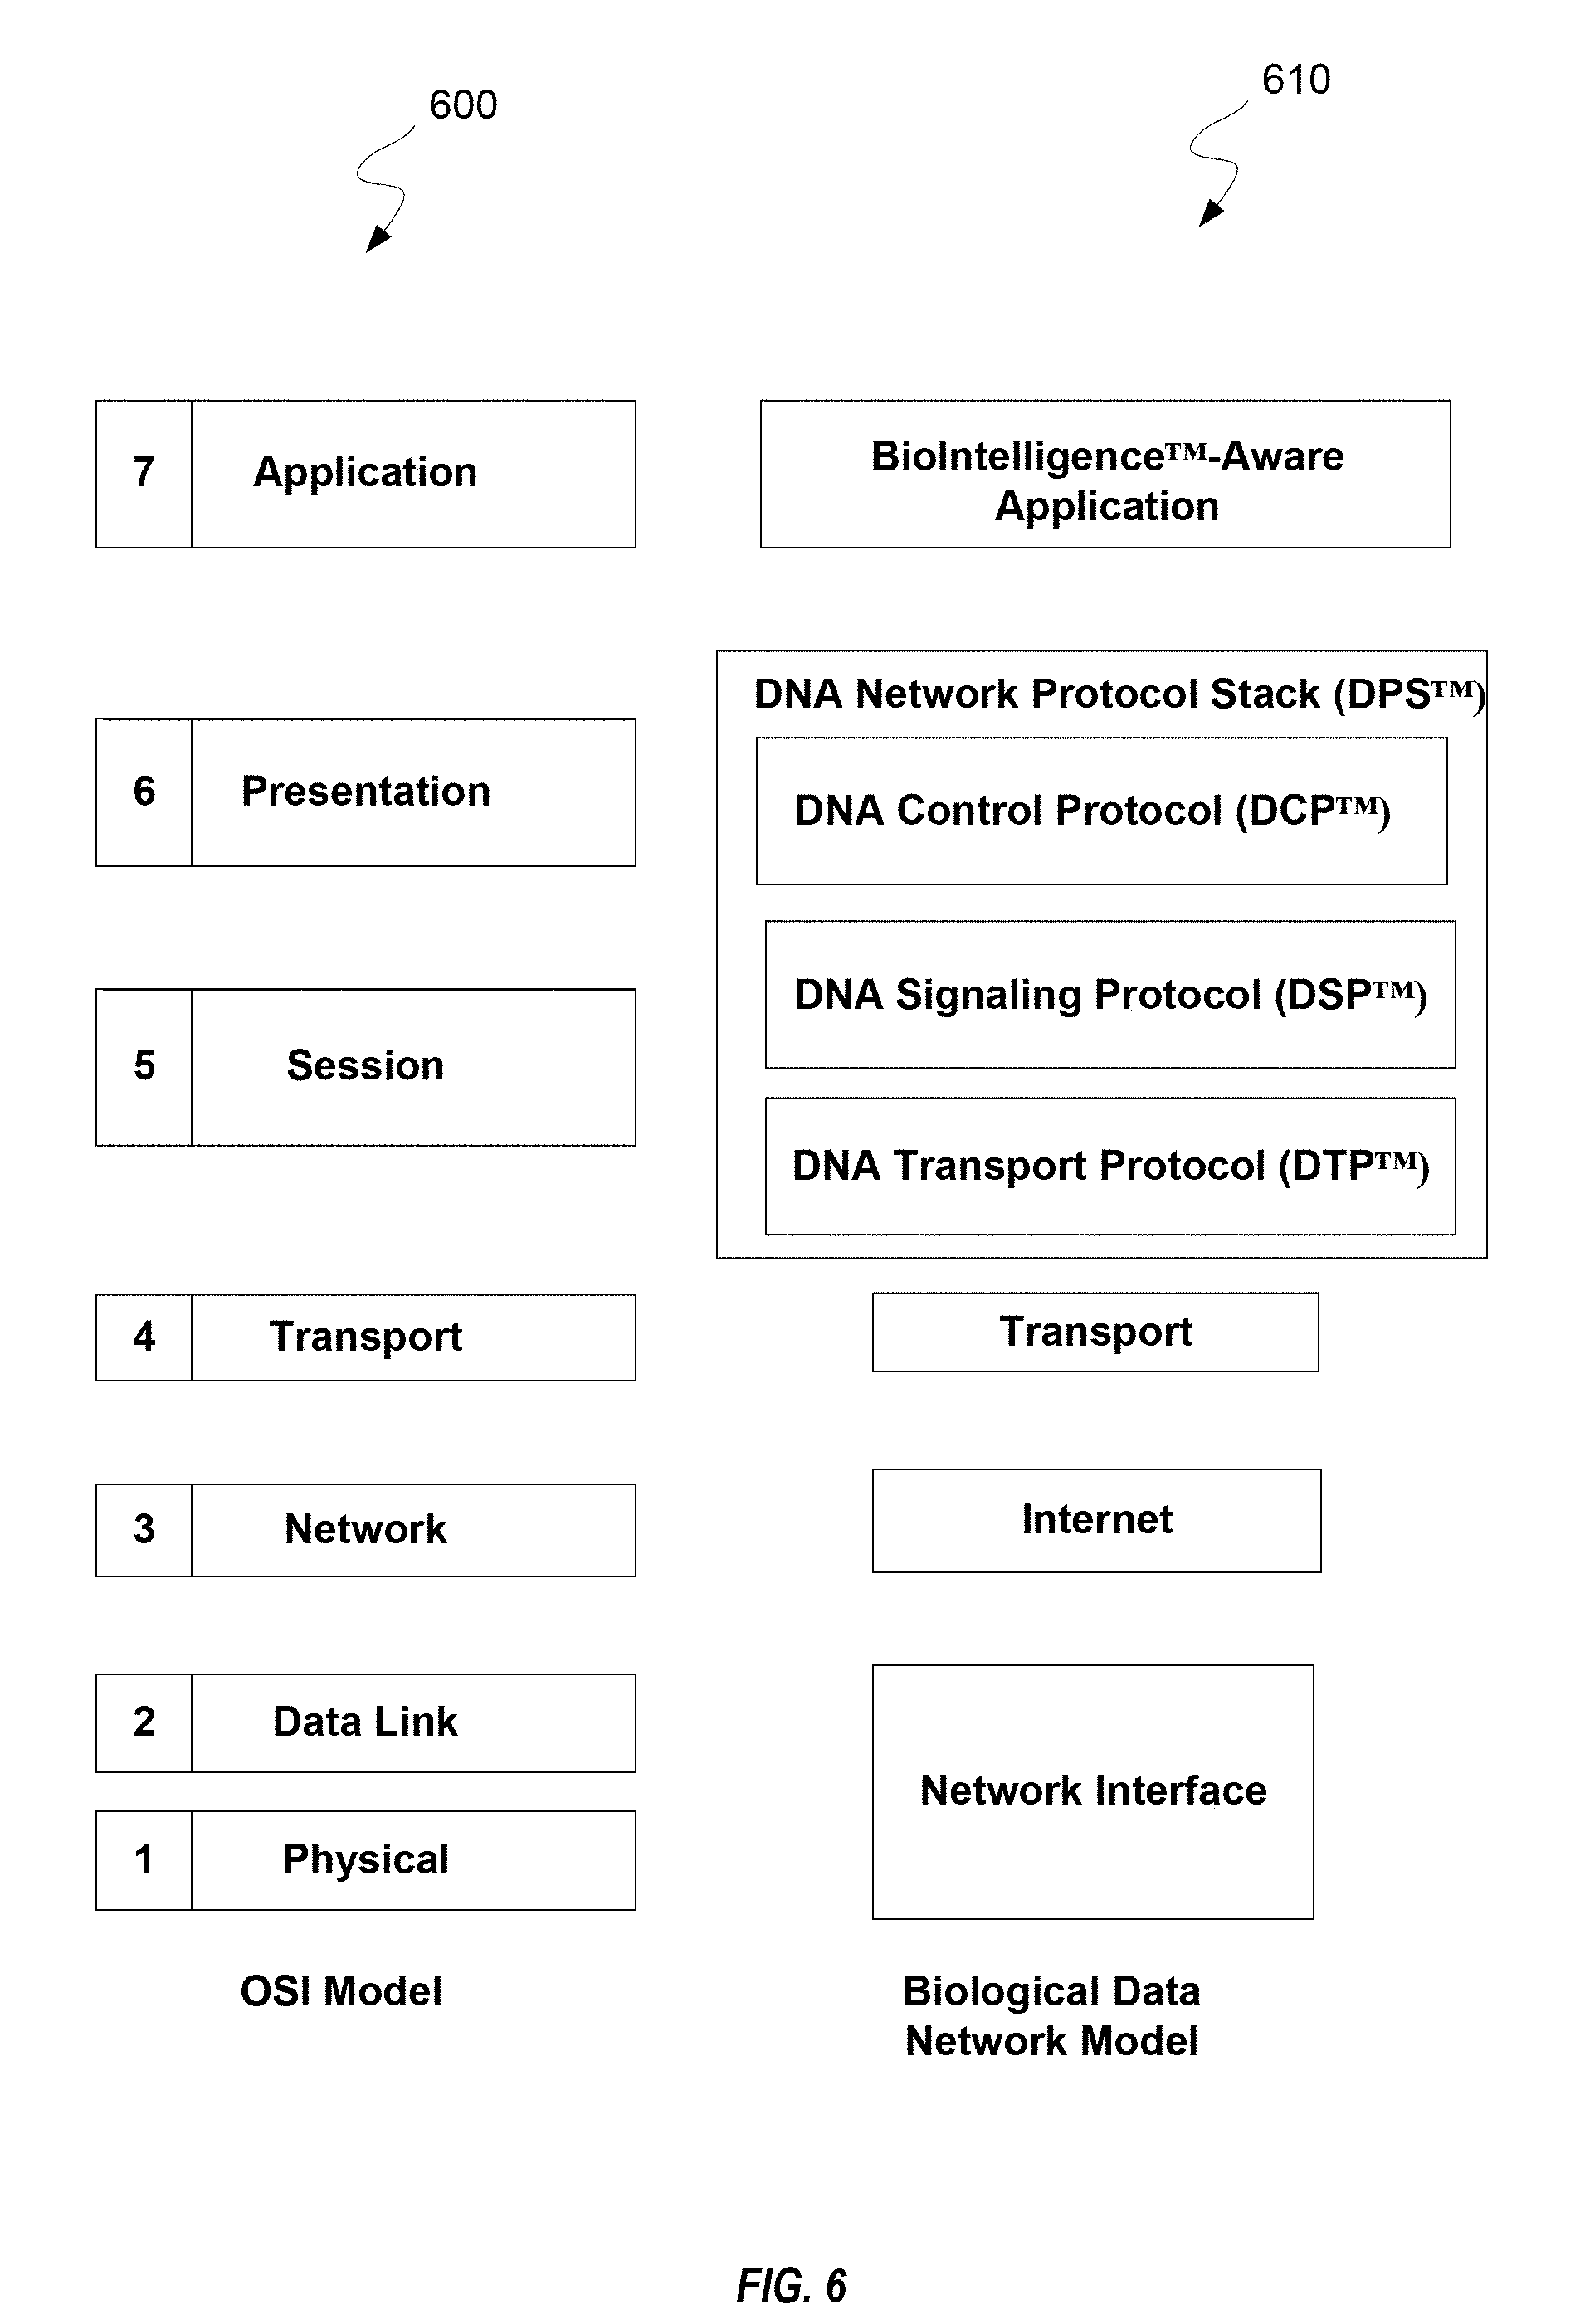 600
610
7 Application
BioIntelligence™-Aware
Application
DNA Network Protocol Stack (DPS™)
6 Presentation
DNA Control Protocol (DCP™)
DNA Signaling Protocol (DSP™)
5 Session
DNA Transport Protocol (DTP™)
4 Transport
Transport
3 Network
Internet
2 Data Link
Network Interface
1 Physical
OSI Model
Biological Data
Network Model
FIG. 6